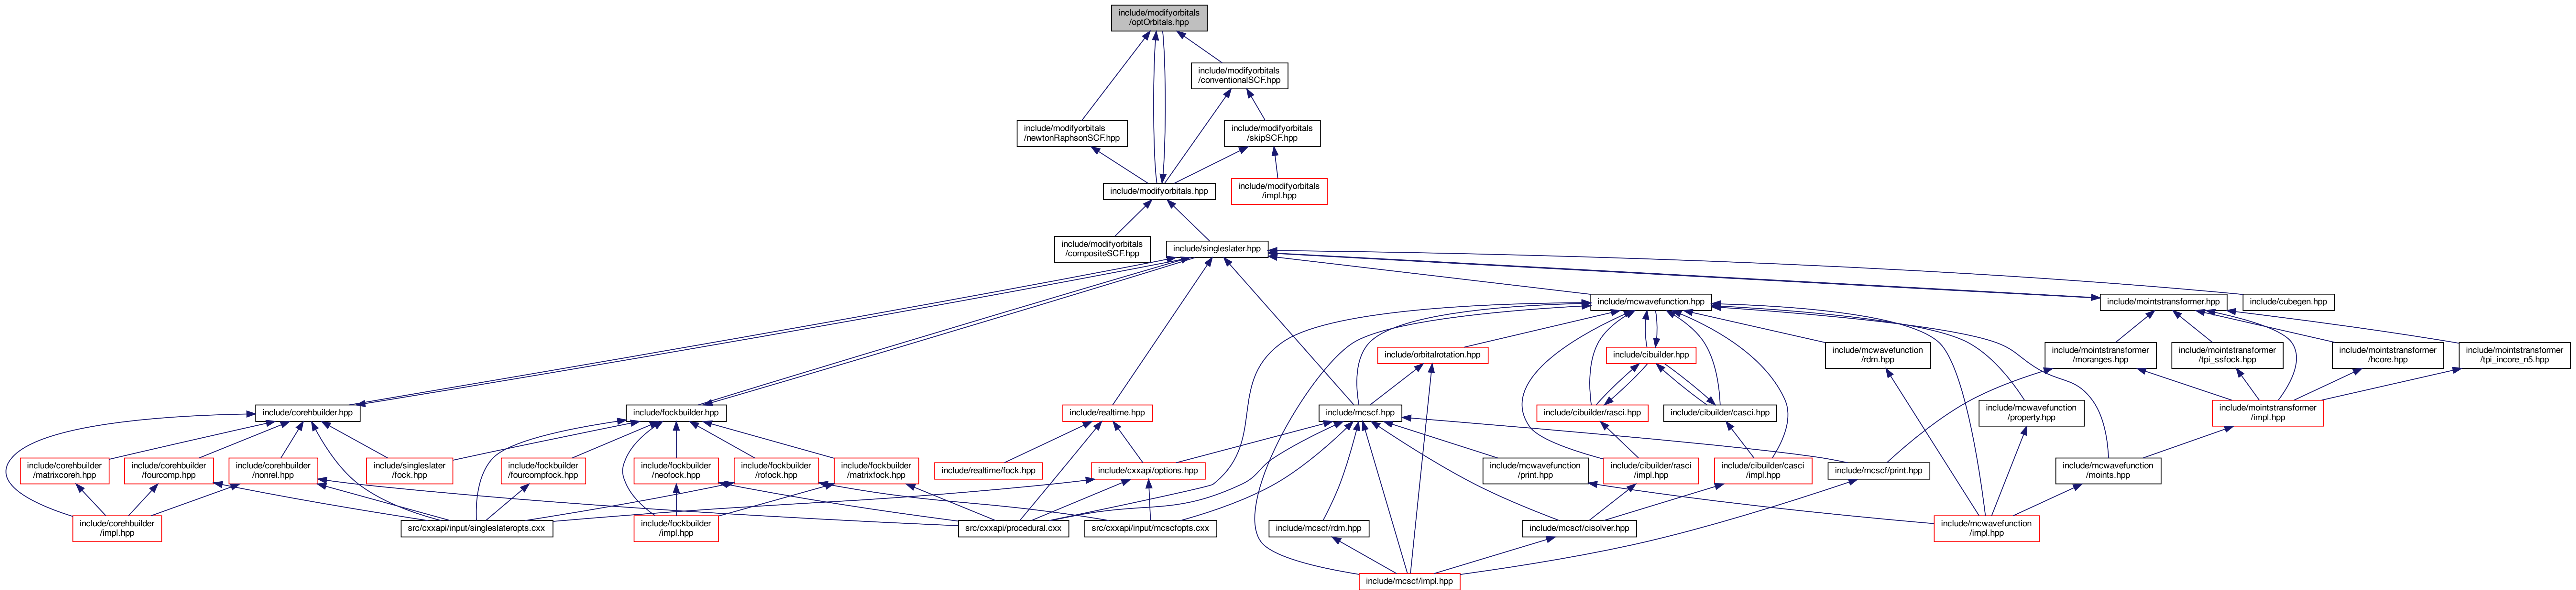 include/modifyorbitals
/optOrbitals.hpp
include/modifyorbitals
/conventionalSCF.hpp
include/modifyorbitals
/newtonRaphsonSCF.hpp
include/modifyorbitals
/skipSCF.hpp
include/modifyorbitals.hpp
include/modifyorbitals
/impl.hpp
include/modifyorbitals
/compositeSCF.hpp
include/singleslater.hpp
include/mcwavefunction.hpp
include/mointstransformer.hpp
include/cubegen.hpp
include/orbitalrotation.hpp
include/cibuilder.hpp
include/mcwavefunction
/rdm.hpp
include/mointstransformer
/moranges.hpp
include/mointstransformer
/tpi_ssfock.hpp
include/mointstransformer
/hcore.hpp
include/mointstransformer
/tpi_incore_n5.hpp
include/corehbuilder.hpp
include/fockbuilder.hpp
include/realtime.hpp
include/mcscf.hpp
include/cibuilder/rasci.hpp
include/cibuilder/casci.hpp
include/mcwavefunction
/property.hpp
include/mointstransformer
/impl.hpp
include/corehbuilder
/matrixcoreh.hpp
include/corehbuilder
/fourcomp.hpp
include/corehbuilder
/nonrel.hpp
include/singleslater
/fock.hpp
include/fockbuilder
/fourcompfock.hpp
include/fockbuilder
/neofock.hpp
include/fockbuilder
/rofock.hpp
include/fockbuilder
/matrixfock.hpp
include/realtime/fock.hpp
include/cxxapi/options.hpp
include/mcwavefunction
/print.hpp
include/cibuilder/rasci
/impl.hpp
include/cibuilder/casci
/impl.hpp
include/mcscf/print.hpp
include/mcwavefunction
/moints.hpp
include/corehbuilder
/impl.hpp
src/cxxapi/input/singleslateropts.cxx
include/fockbuilder
/impl.hpp
src/cxxapi/procedural.cxx
src/cxxapi/input/mcscfopts.cxx
include/mcscf/rdm.hpp
include/mcscf/cisolver.hpp
include/mcwavefunction
/impl.hpp
include/mcscf/impl.hpp